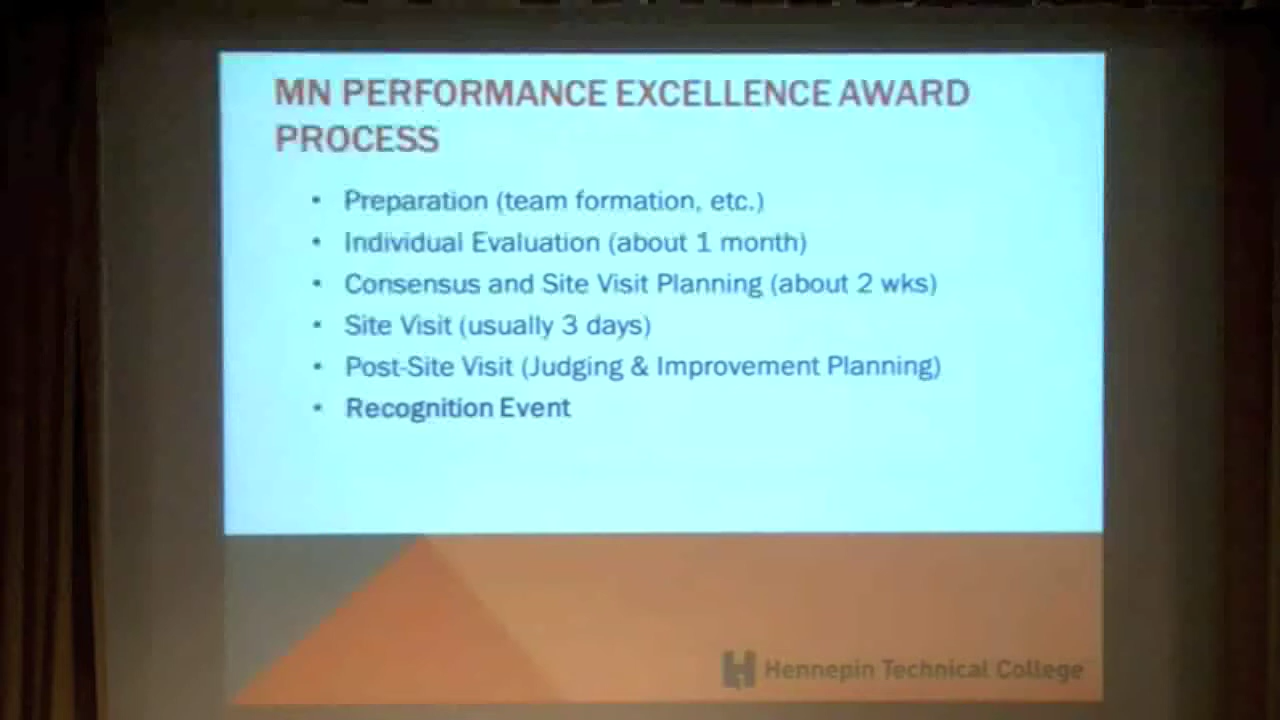 MN PERFORMANCE EXCELLENCE AWARD
PROCESS
• Preparation (team formation, etc.)
• Individual Evaluation (about 1 month)
• Consensus and Site Visit Planning (about 2 wks)
• Site Visit (usually 3 days)
• Post-Site Visit (Judging & Improvement Planning)
• Recognition Event
Hennepin Technical College